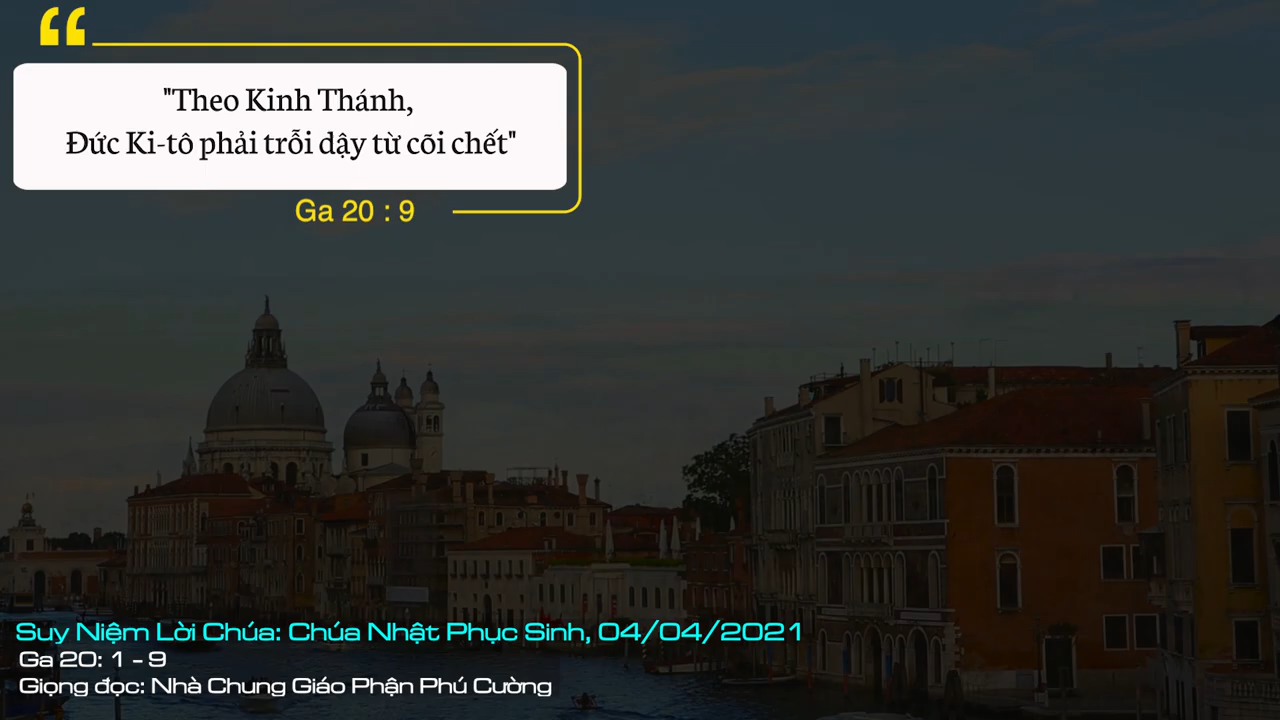 "Theo Kinh Thánh,
Đức Ki-tô phải trỗi dậy từ cõi chết"
Ga 20 : 9
Suy Niệm Lời Chúa: Chúa Nhật Phục Sinh, 04/04/2021
Ga 20: 1 - 9
Giọng đọc: Nhà Chung Giáo Phận Phú Cường